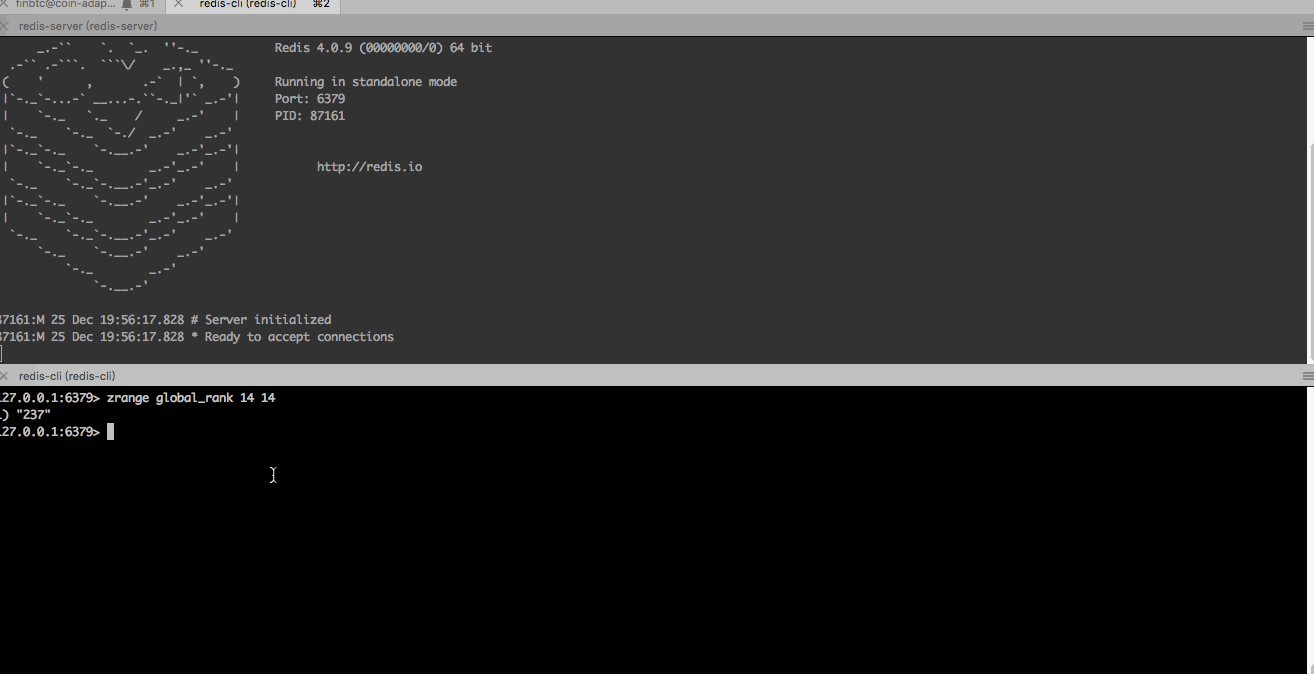 finbtc@coin-adap... ⌘1 redis-cli (redis-cli) ⌘2
redis-server (redis-server)
Redis 4.0.9 (00000000/0) 64 bit
Running in standalone mode
Port: 6379
PID: 87161
http://redis.io
87161:M 25 Dec 19:56:17.828 # Server initialized
87161:M 25 Dec 19:56:17.828 * Ready to accept connections
redis-cli (redis-cli)
127.0.0.1:6379> zrange global_rank 14 14
1) "237"
127.0.0.1:6379>